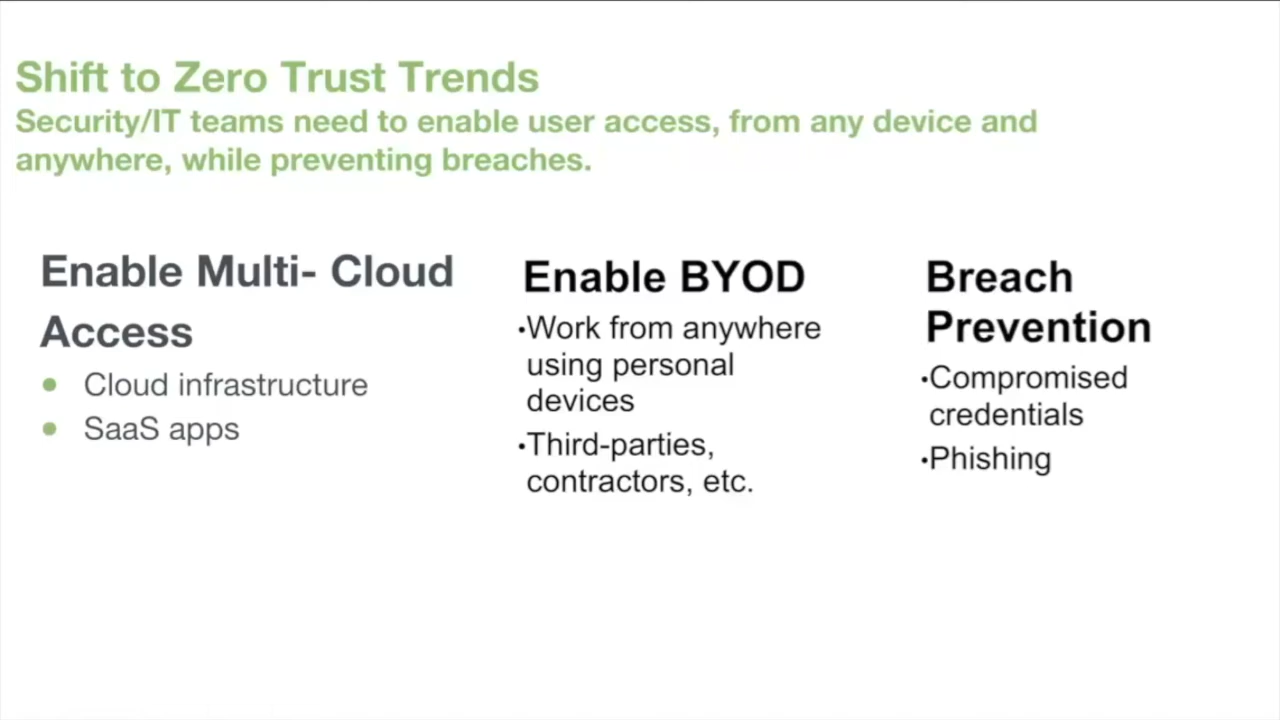 Shift to Zero Trust Trends
Security/IT teams need to enable user access, from any device and
anywhere, while preventing breaches.
Enable Multi- Cloud
Access
• Cloud infrastructure
• SaaS apps
Enable BYOD
•Work from anywhere
using personal
devices
•Third-parties,
contractors, etc.
Breach
Prevention
•Compromised
credentials
•Phishing